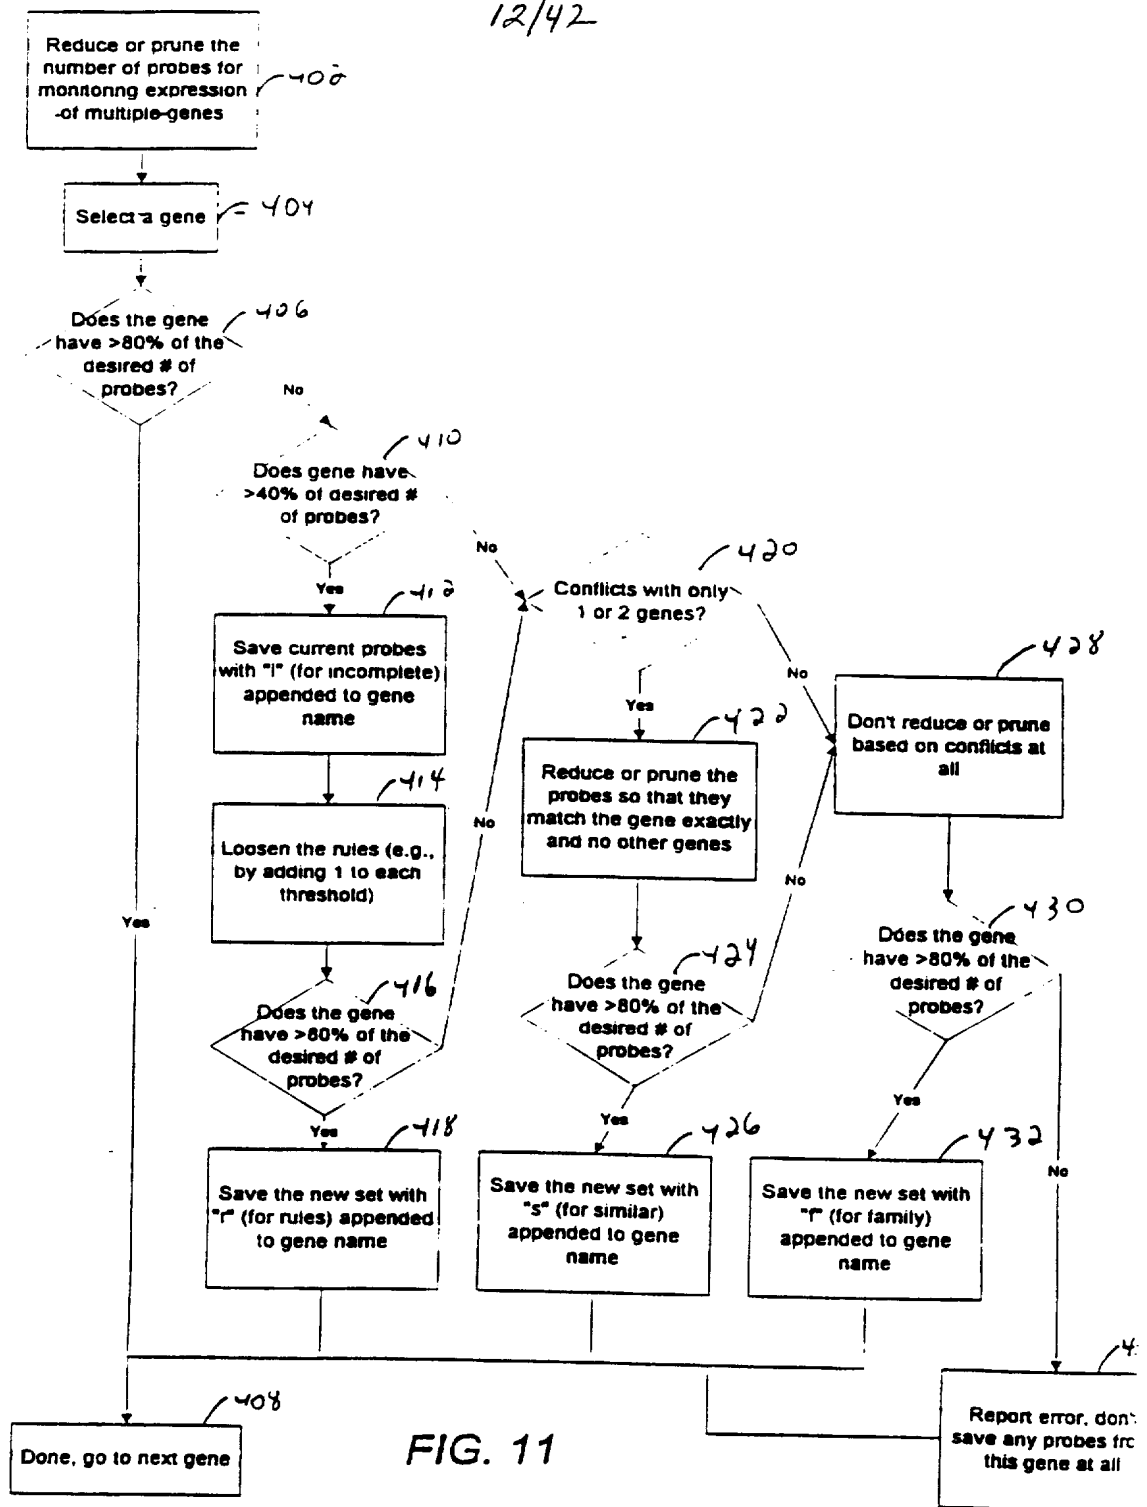 12/42
Reduce or prune the
number of probes for
monitoring expression
of multiple genes
402
Select a gene
404
Does the gene
have >80% of the
desired # of
probes?
406
No
Does gene have
>40% of desired #
of probes?
410
No
Yes
Conflicts with only
1 or 2 genes?
420
No
Yes
Save current probes
with "i" (for incomplete)
appended to gene
name
412
Loosen the rules (e.g.,
by adding 1 to each
threshold)
414
No
Reduce or prune the
probes so that they
match the gene exactly
and no other genes
422
No
Don't reduce or prune
based on conflicts at
all
428
Yes
Does the gene
have >80% of the
desired # of
probes?
416
Yes
Does the gene
have >80% of the
desired # of
probes?
424
Yes
Does the gene
have >80% of the
desired # of
probes?
430
Yes
No
Save the new set with
"r" (for rules) appended
to gene name
418
Save the new set with
"s" (for similar)
appended to gene
name
426
Save the new set with
"f" (for family)
appended to gene
name
432
Done, go to next gene
408
Report error, don'
save any probes
this gene at all
FIG. 11